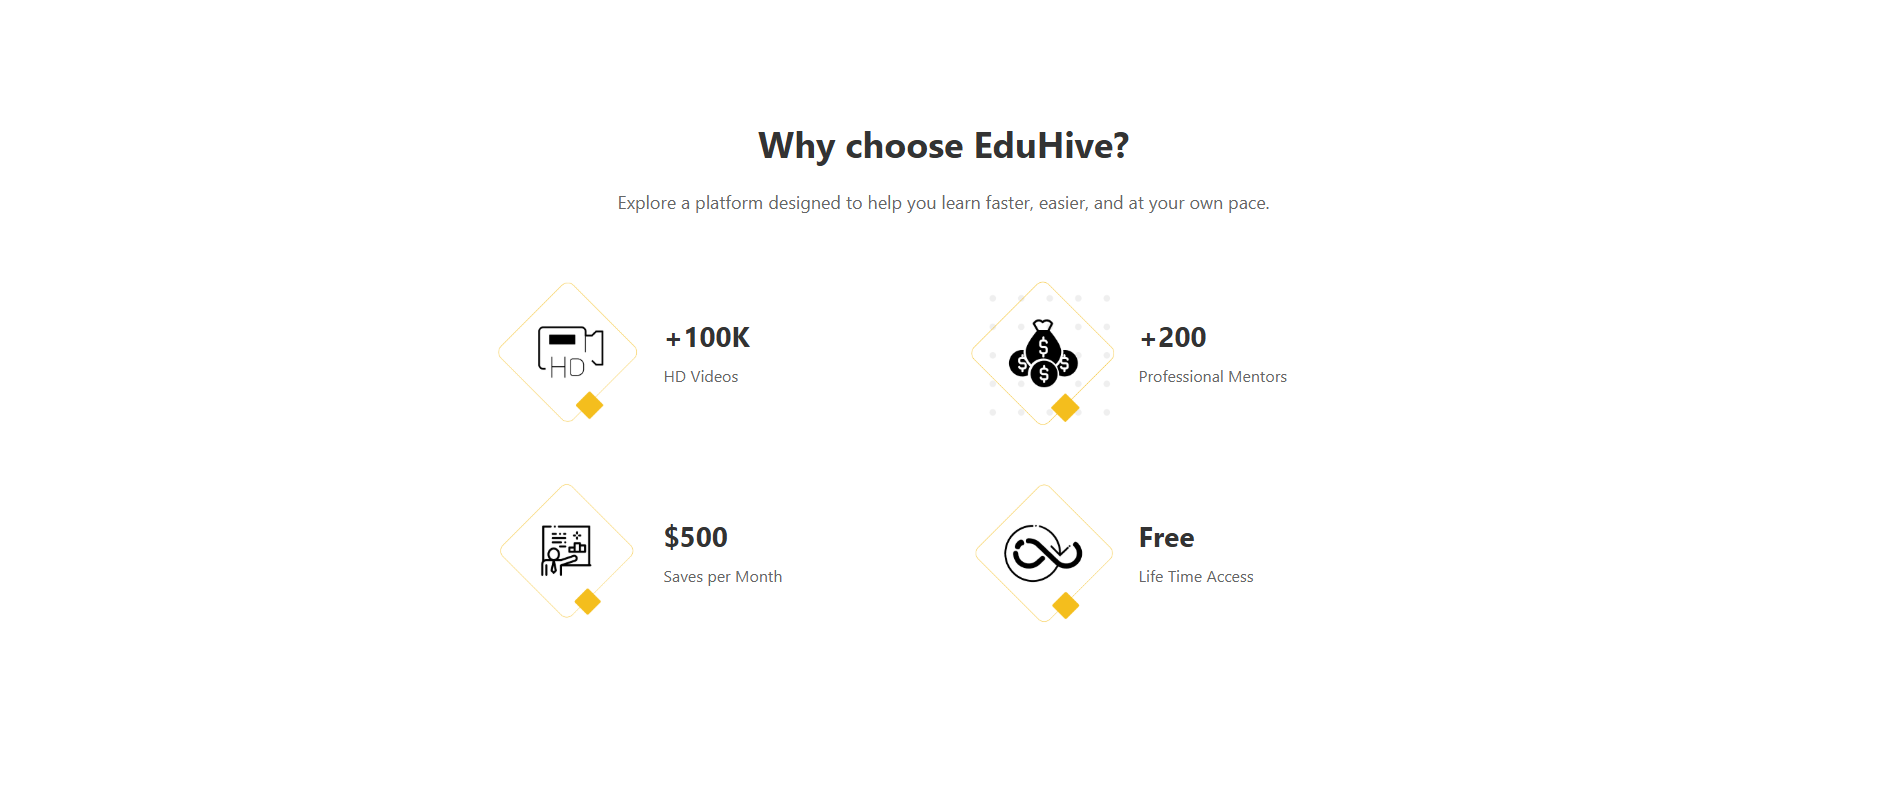 Why choose EduHive?
Explore a platform designed to help you learn faster, easier, and at your own pace.
HD
+100K
HD Videos
$
$
$
$
+200
Professional Mentors
$500
Saves per Month
Free
Life Time Access